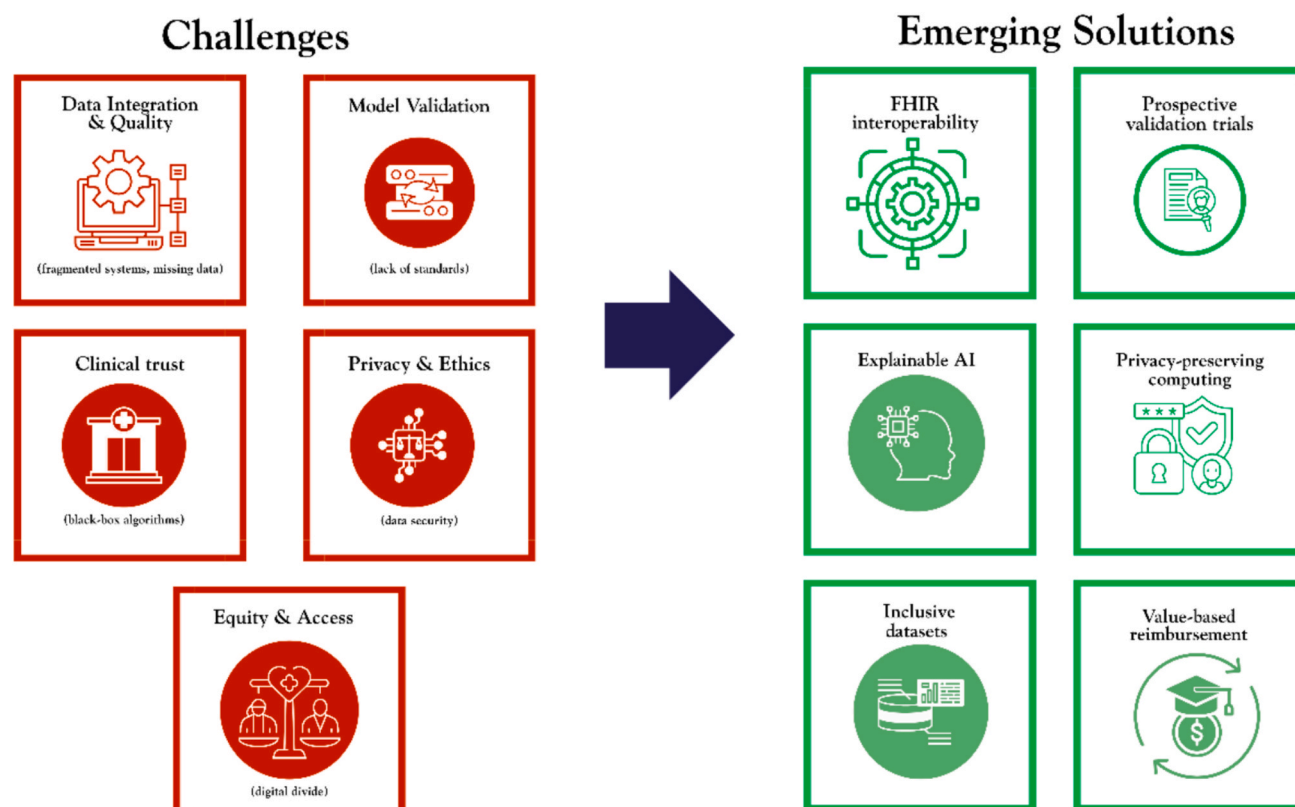 Challenges
Data Integration
& Quality
(fragmented systems, missing data)
Model Validation
(lack of standards)
Clinical trust
(black-box algorithms)
Privacy & Ethics
(data security)
Equity & Access
(digital divide)
Emerging Solutions
FHIR
interoperability
Prospective
validation trials
Explainable AI
Privacy-preserving
computing
***
Inclusive
datasets
Value-based
reimbursement
$